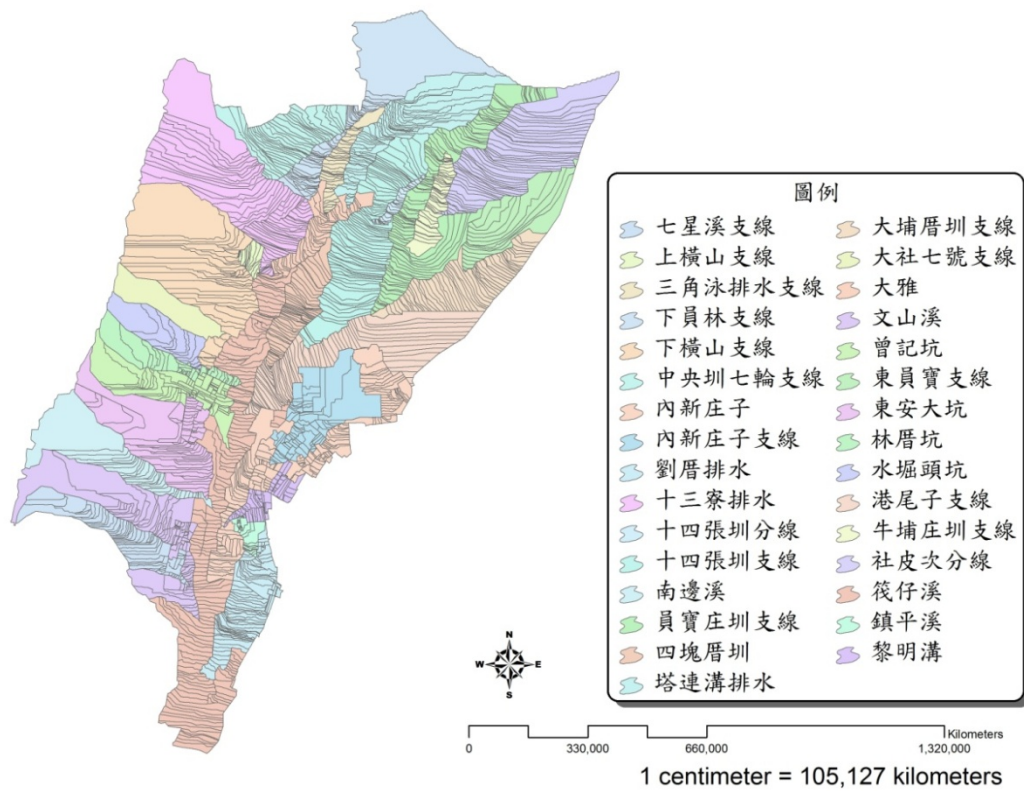 圖例
七星溪支線
上橫山支線
三角泳排水支線
下員林支線
下橫山支線
中央圳七輪支線
內新庄子
內新庄子支線
劉厝排水
十三寮排水
十四張圳分線
十四張圳支線
南邊溪
員寶庄圳支線
四塊厝圳
塔連溝排水
大埔厝圳支線
大社七號支線
大雅
文山溪
曾記坑
東員寶支線
東安大坑
林厝坑
水堀頭坑
港尾子支線
牛埔庄圳支線
社皮次分線
筏仔溪
鎮平溪
黎明溝
N
W E
S
Kilometers
0 330,000 660,000 1,320,000
1 centimeter = 105,127 kilometers